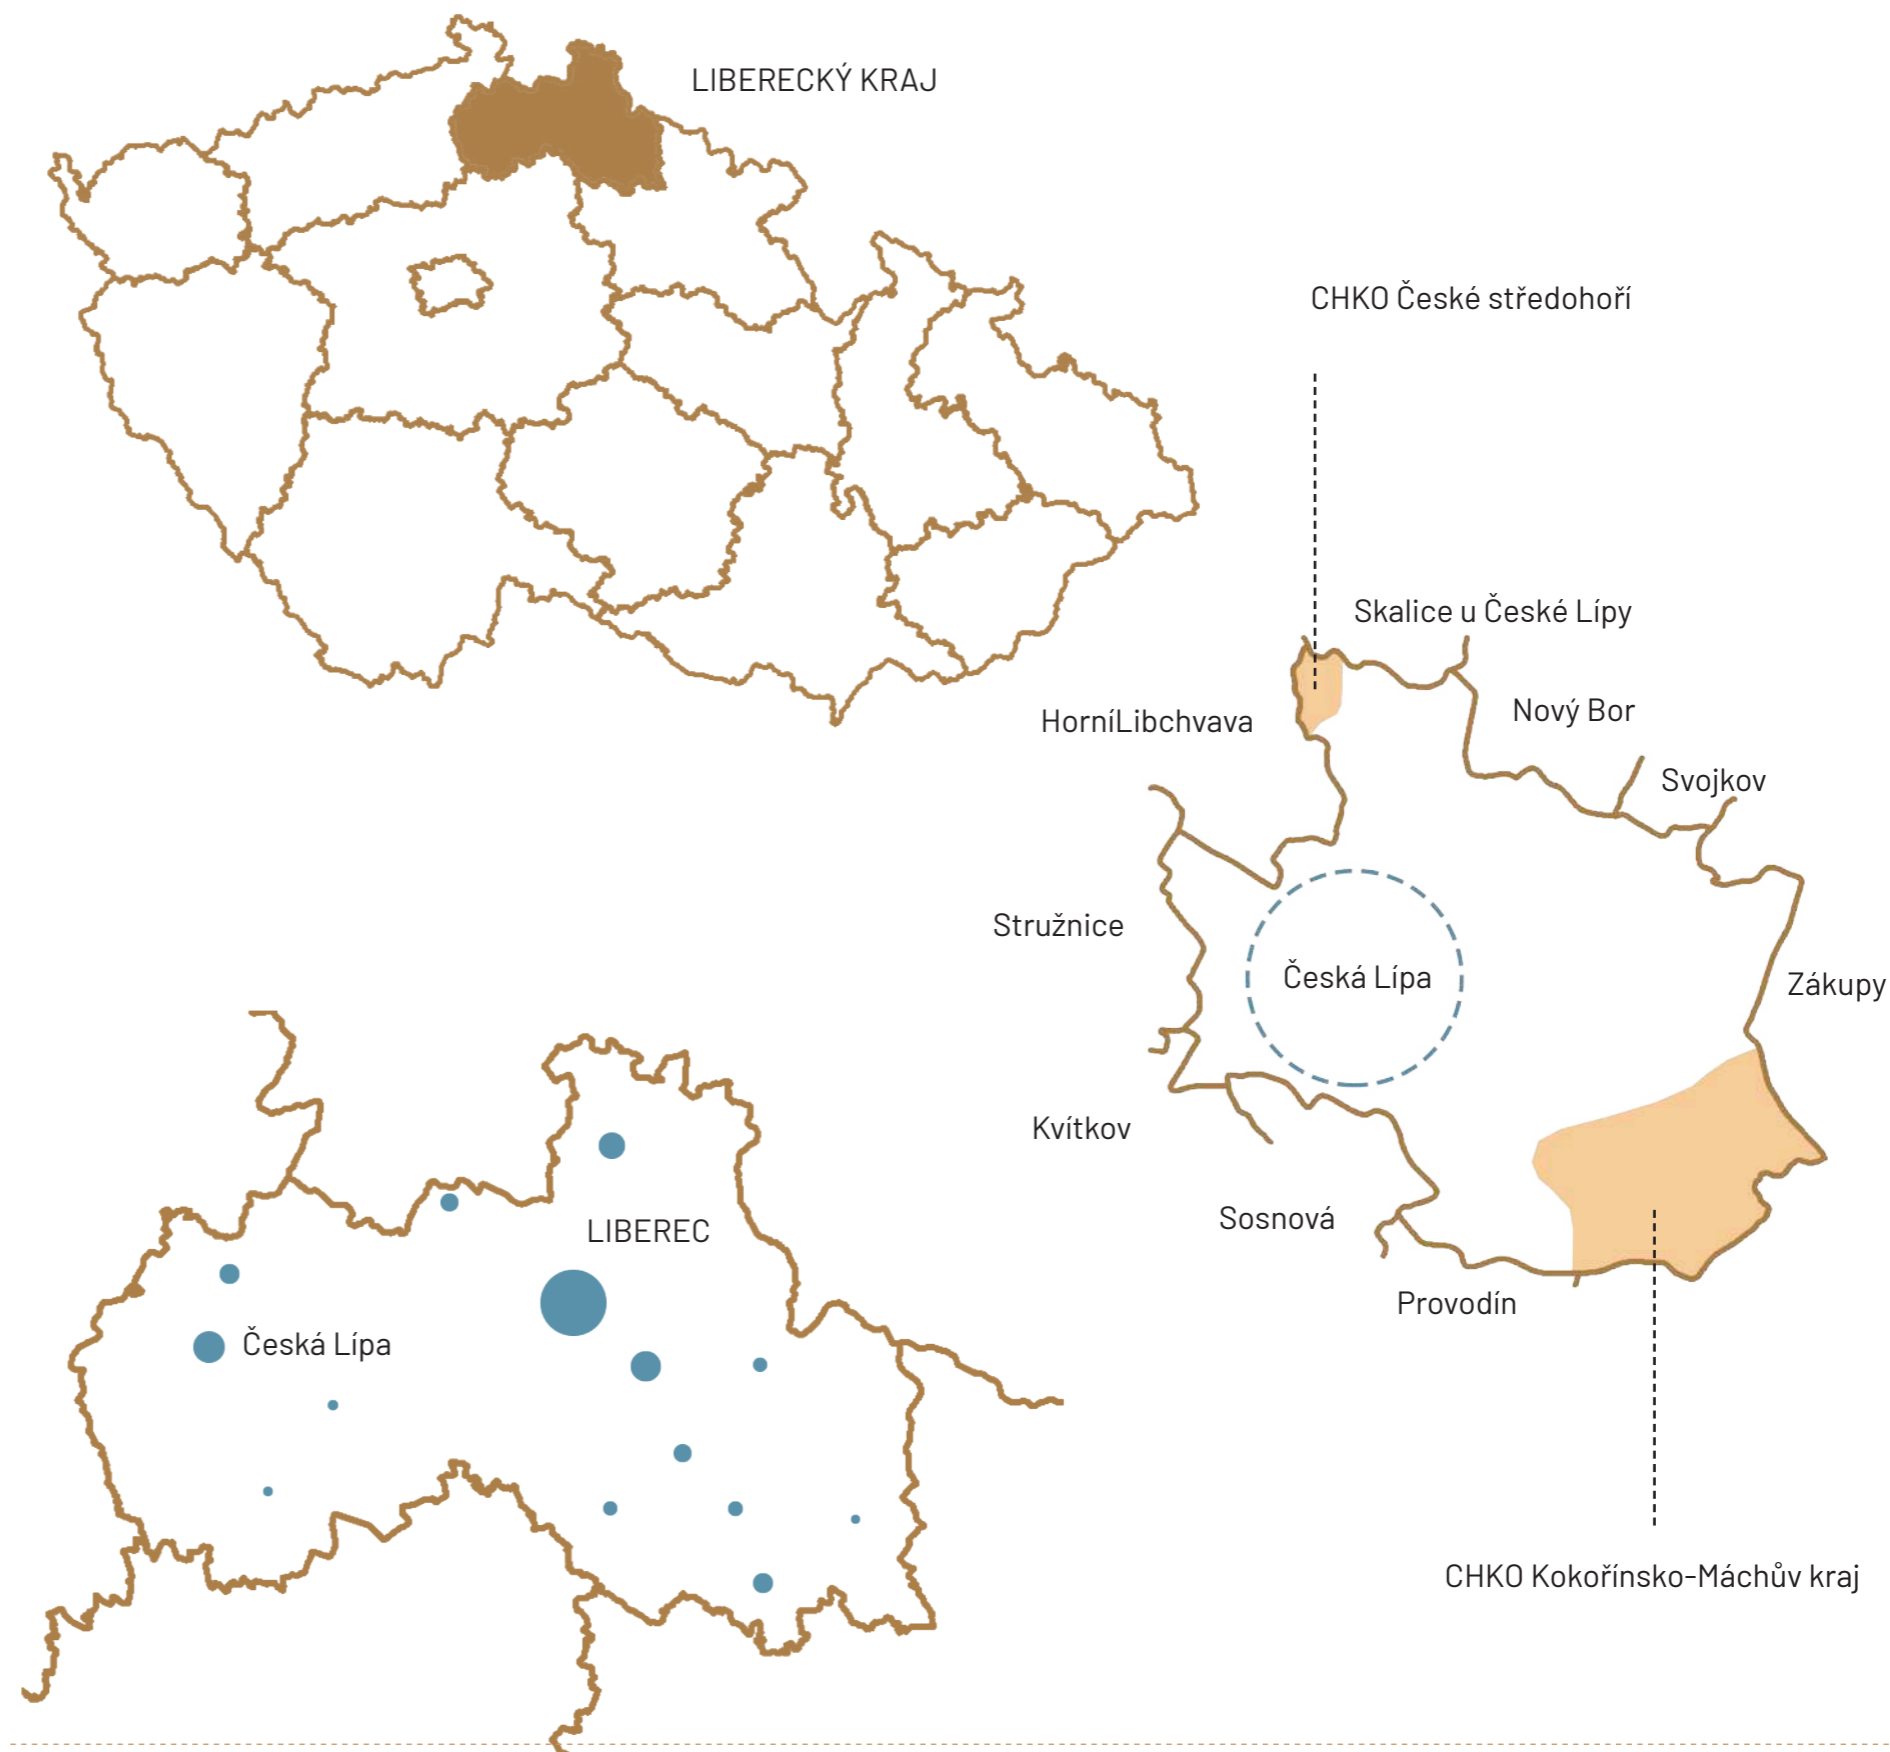 LIBERECKÝ KRAJ
CHKO České středohoří
Skalice u České Lípy
HorníLibchvava
Nový Bor
Svojkov
Stružnice
Česká Lípa
Zákupy
Kvítkov
Sosnová
Provodín
LIBEREC
Česká Lípa
CHKO Kokořínsko-Máchův kraj